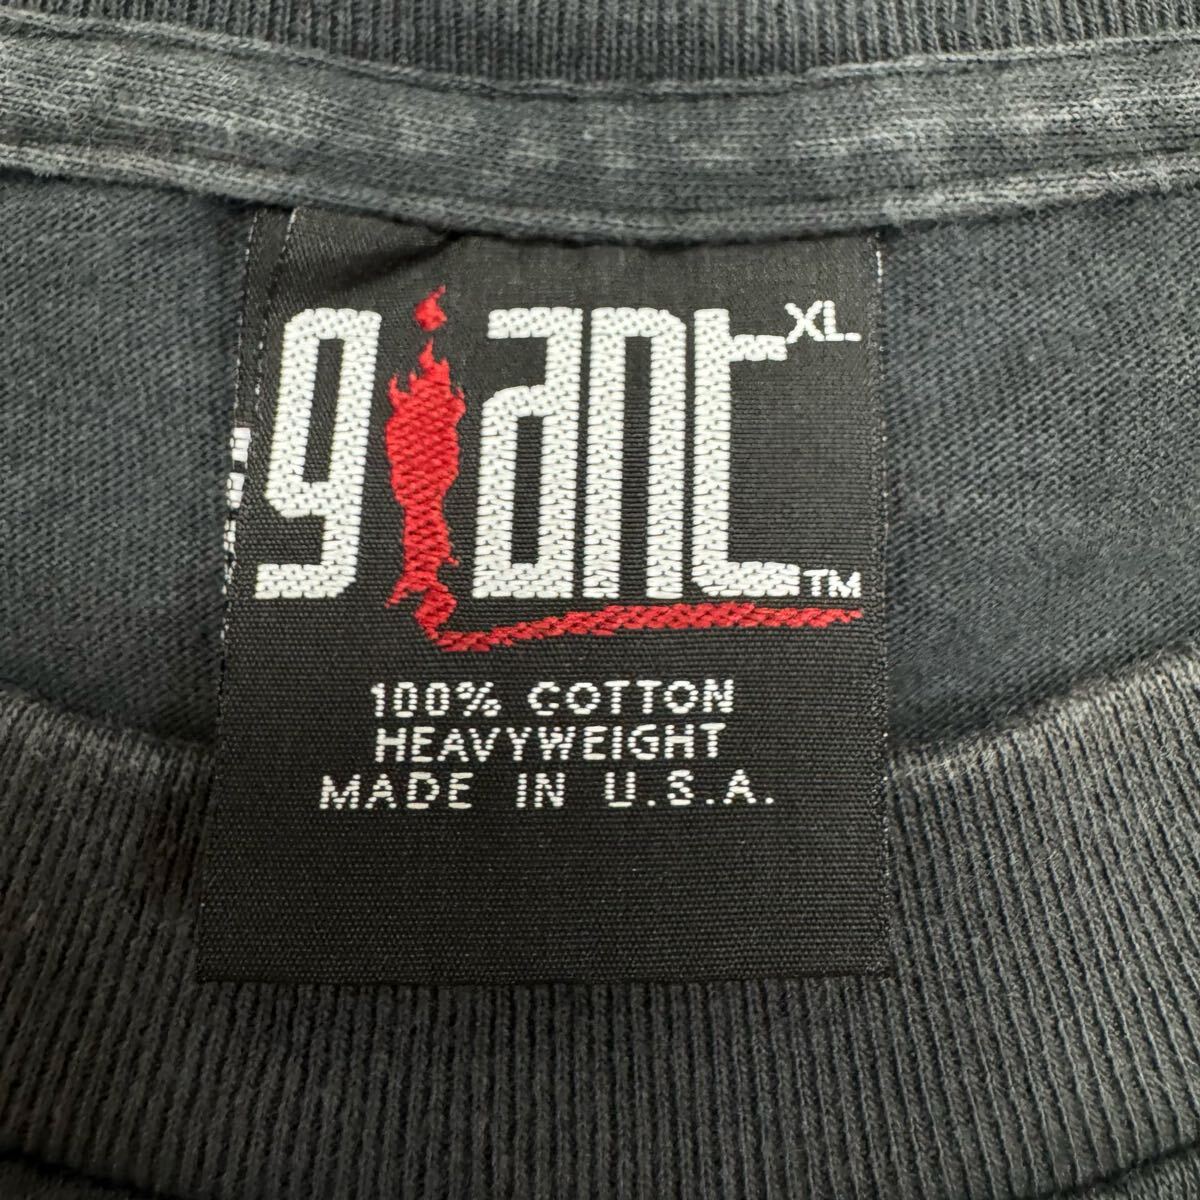 giant XL
TM
100% COTTON
HEAVYWEIGHT
MADE IN U.S.A.